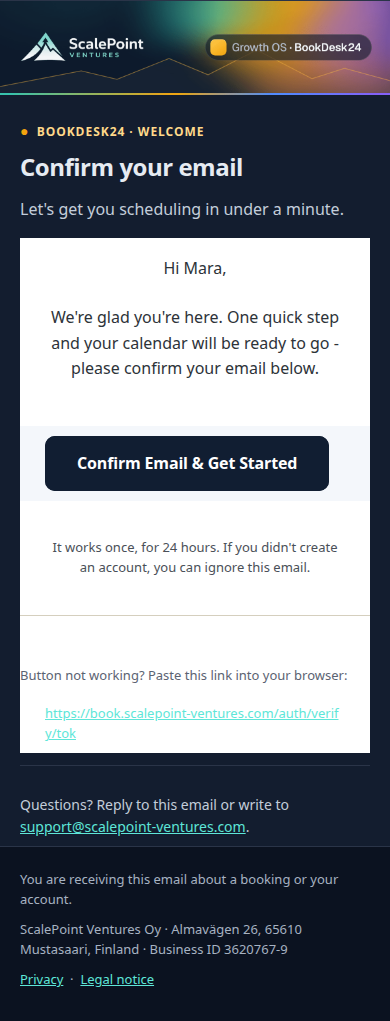 ScalePoint
VENTURES
Growth OS · BookDesk24
BOOKDESK24 · WELCOME
Confirm your email
Let's get you scheduling in under a minute.
Hi Mara,
We're glad you're here. One quick step
and your calendar will be ready to go -
please confirm your email below.
Confirm Email & Get Started
It works once, for 24 hours. If you didn't create
an account, you can ignore this email.
Button not working? Paste this link into your browser:
https://book.scalepoint-ventures.com/auth/verif
y/tok
Questions? Reply to this email or write to
support@scalepoint-ventures.com.
You are receiving this email about a booking or your
account.
ScalePoint Ventures Oy · Almavägen 26, 65610
Mustasaari, Finland · Business ID 3620767-9
Privacy · Legal notice